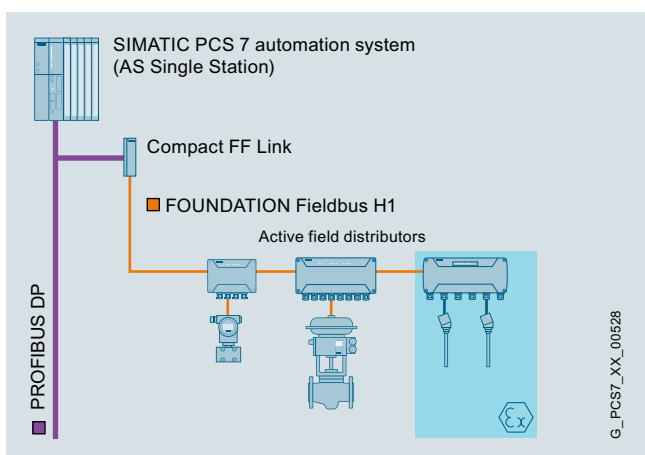 SIMATIC PCS 7 automation system
(AS Single Station)
Compact FF Link
FOUNDATION Fieldbus H1
Active field distributors
PROFIBUS DP
Ex
G_PCS7_XX_00528